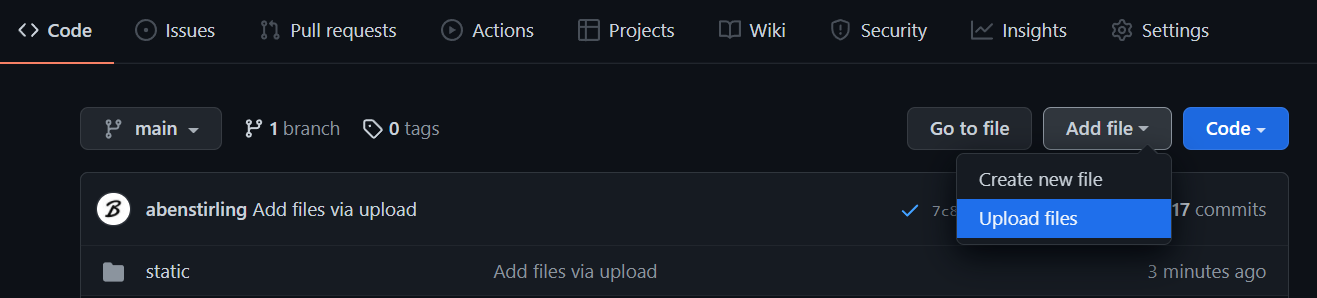 Code Issues Pull requests Actions Projects Wiki Security Insights Settings
main 1 branch 0 tags Go to file Add file Code
Create new file
abenstirling Add files via upload 7c8 17 commits
Upload files
static Add files via upload 3 minutes ago